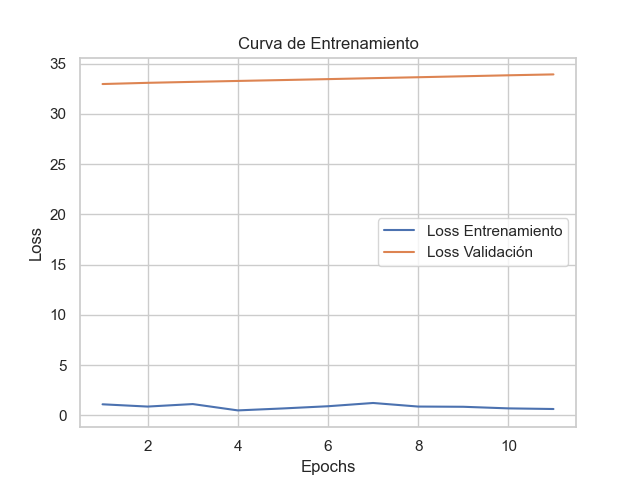 Curva de Entrenamiento
35
30
25
20
15
10
5
0
Loss
Loss Entrenamiento
Loss Validación
2 4 6 8 10
Epochs